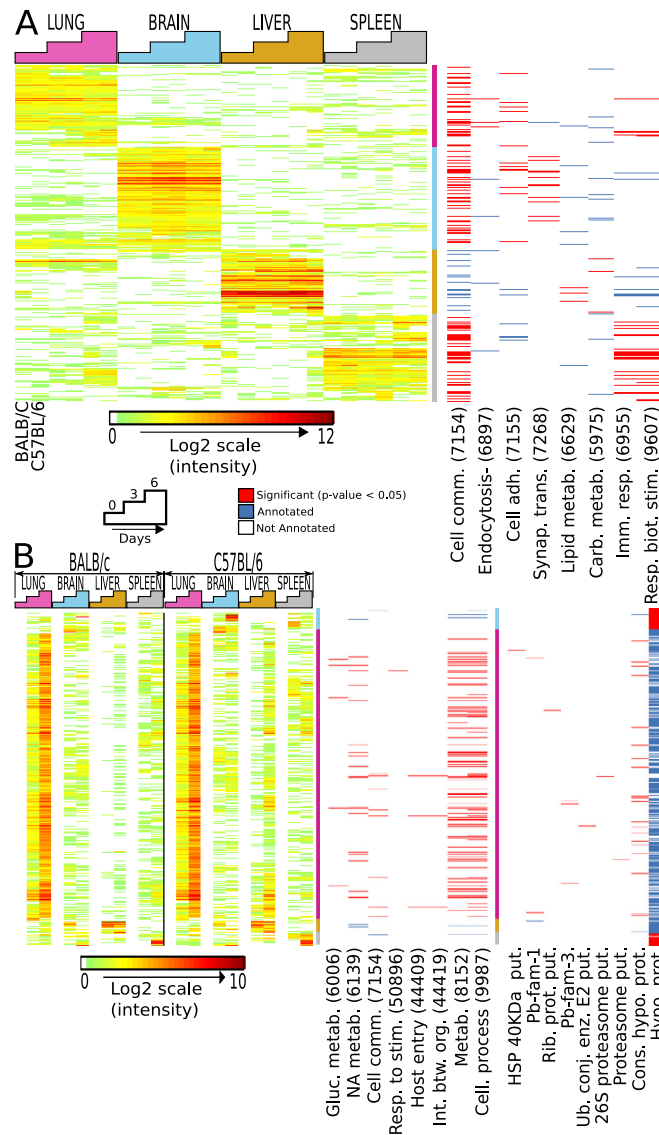 A
LUNG BRAIN LIVER SPLEEN
BALB/C
C57BL/6
0 12
Log2 scale
(intensity)
0 3 6
Days
Significant (p-value < 0.05)
Annotated
Not Annotated
Cell comm. (7154)
Endocytosis- (6897)
Cell adh. (7155)
Synap. trans. (7268)
Lipid metab. (6629)
Carb. metab. (5975)
Imm. resp. (6955)
Resp. biot. stim. (9607)
B
BALB/c C57BL/6
LUNG BRAIN LIVER SPLEEN LUNG BRAIN LIVER SPLEEN
0 10
Log2 scale
(intensity)
Gluc. metab. (6006)
NA metab. (6139)
Cell comm. (7154)
Resp. to stim. (50896)
Host entry (44409)
Int. btw. org. (44419)
Metab. (8152)
Cell. process (9987)
HSP 40KDa put.
Pb-fam-1
Rib. prot. put.
Pb-fam-3.
Ub. conj. enz. E2 put.
26S proteasome put.
Proteasome put.
Cons. hypo. prot.
Hypo. prot.